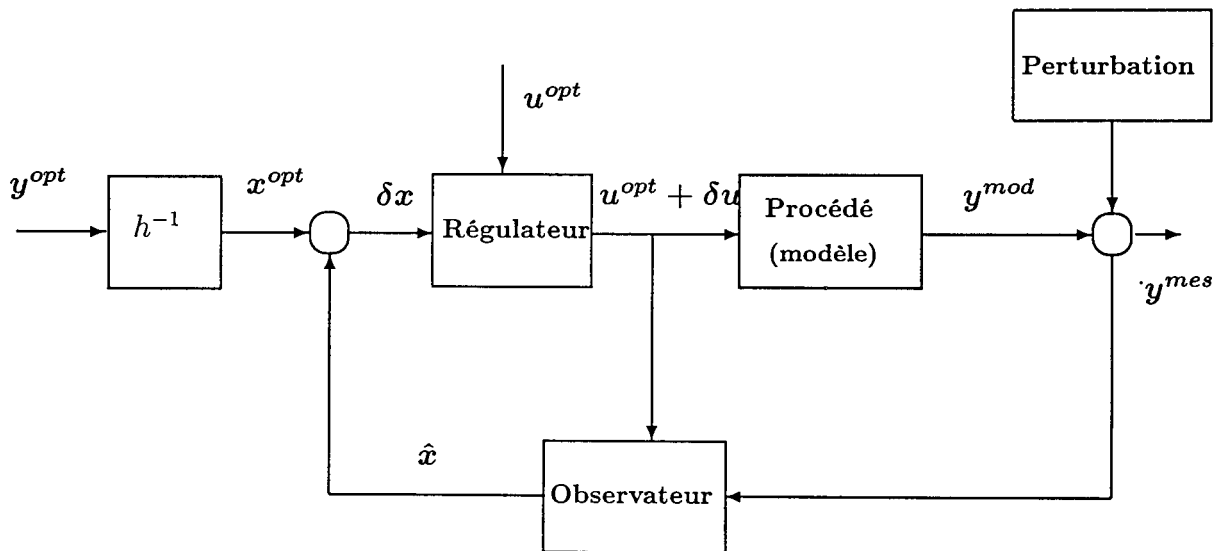 Perturbation
u^{opt}
y^{opt}
h^{-1}
x^{opt}
δx
Régulateur
u^{opt} + δu
Procédé
(modèle)
y^{mod}
y^{mes}
x̂
Observateur